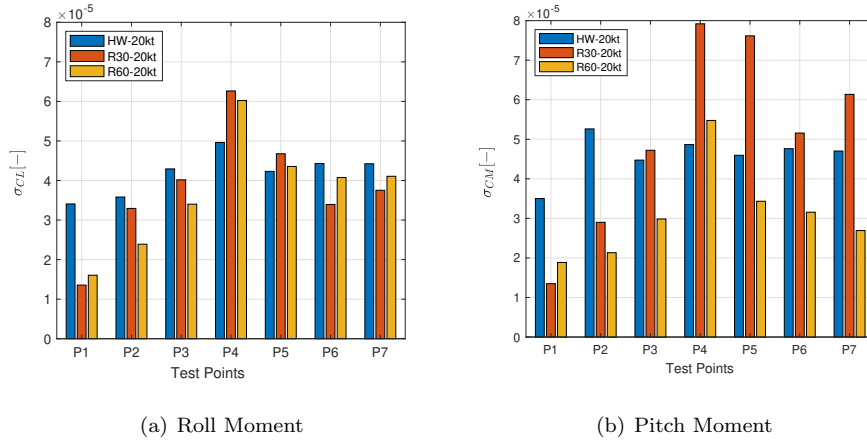 ×10⁻⁵
8
7
6
5
4
3
2
1
0
σ_CL[−]
HW-20kt
R30-20kt
R60-20kt
P1 P2 P3 P4 P5 P6 P7
Test Points
(a) Roll Moment
×10⁻⁵
8
7
6
5
4
3
2
1
0
σ_CM[−]
HW-20kt
R30-20kt
R60-20kt
P1 P2 P3 P4 P5 P6 P7
Test Points
(b) Pitch Moment